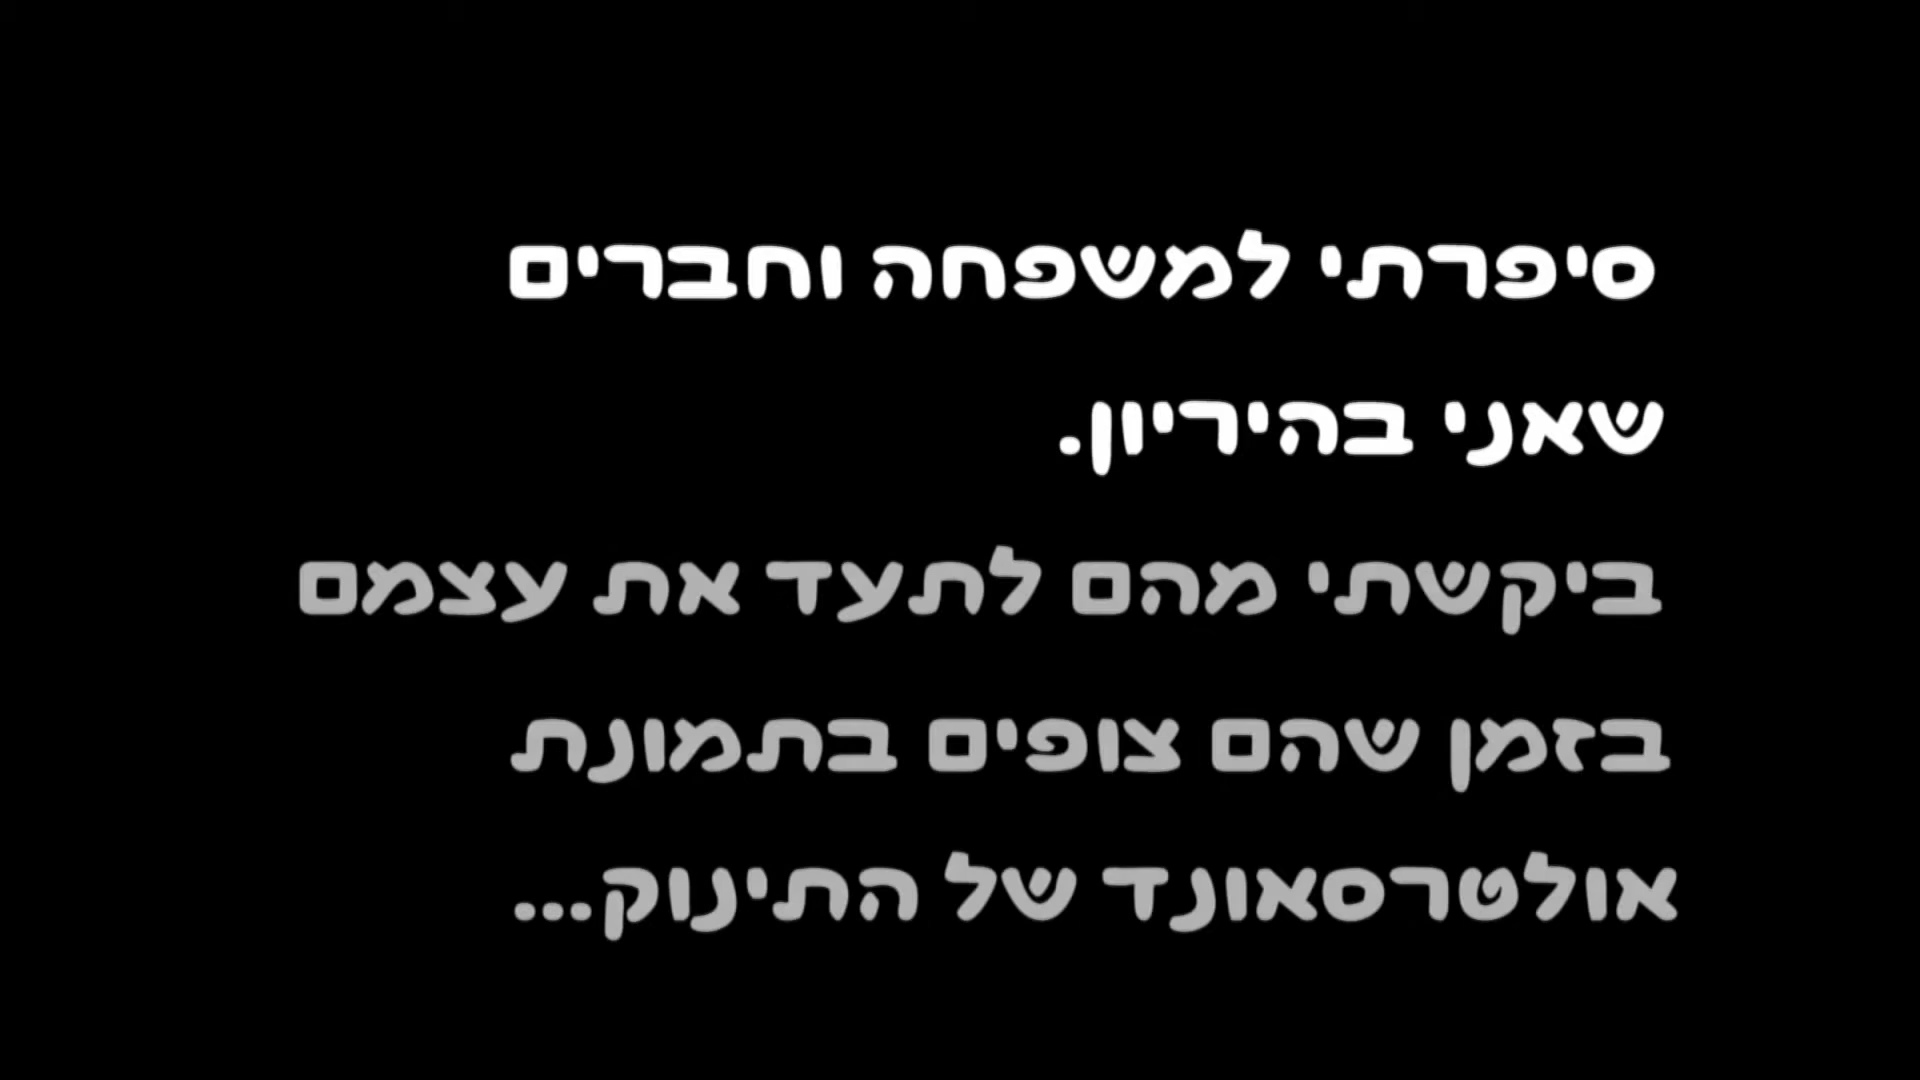 סיפרתי למשפחה וחברים
שאני בהיריון.
ביקשתי מהם לתעד את עצמם
בזמן שהם צופים בתמונת
אולטרסאונד של התינוק...